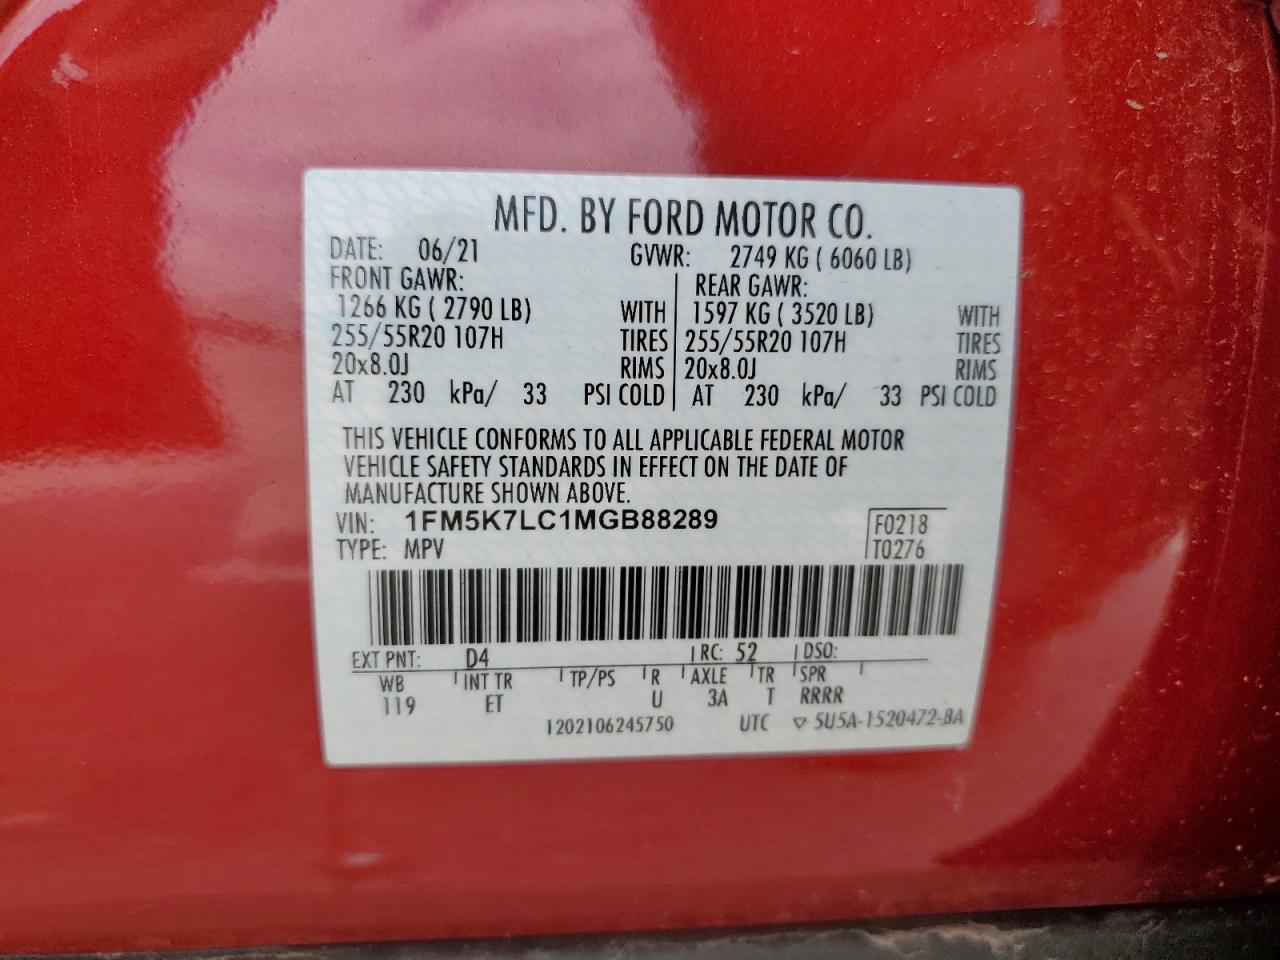 MFD. BY FORD MOTOR CO.
DATE: 06/21 GVWR: 2749 KG ( 6060 LB)
FRONT GAWR: REAR GAWR:
1266 KG ( 2790 LB) WITH 1597 KG ( 3520 LB) WITH
255/55R20 107H TIRES 255/55R20 107H TIRES
20x8.0J RIMS 20x8.0J RIMS
AT 230 kPa/ 33 PSI COLD AT 230 kPa/ 33 PSI COLD
THIS VEHICLE CONFORMS TO ALL APPLICABLE FEDERAL MOTOR
VEHICLE SAFETY STANDARDS IN EFFECT ON THE DATE OF
MANUFACTURE SHOWN ABOVE.
VIN: 1FM5K7LC1MGB88289 F0218
TYPE: MPV T0276
EXT PNT: D4 RC: 52 DSO:
WB INT TR TP/PS R AXLE TR SPR
119 ET U 3A T RRRR
1202106245750 UTC ▽ 5U5A-1520472-BA